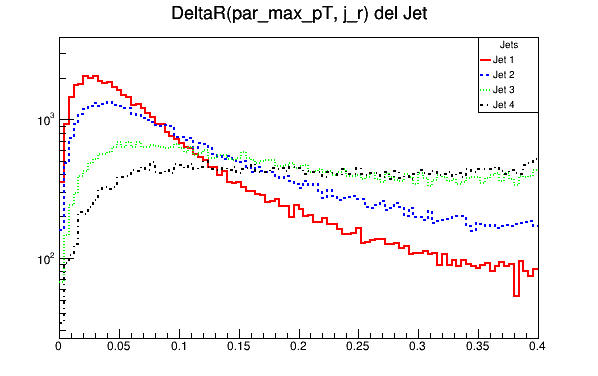 DeltaR(par_max_pT, j_r) del Jet
Jets
Jet 1
Jet 2
Jet 3
Jet 4
10³
10²
0 0.05 0.1 0.15 0.2 0.25 0.3 0.35 0.4